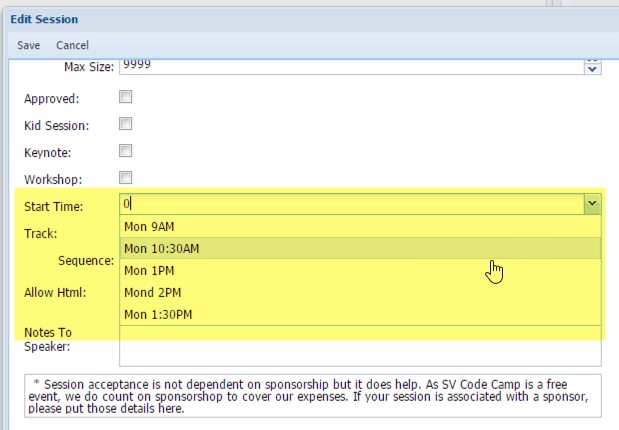 Edit Session
Save Cancel
Max Size: 9999
Approved:
Kid Session:
Keynote:
Workshop:
Start Time: 0
Track: Mon 9AM
Mon 10:30AM
Sequence: Mon 1PM
Allow Html: Mond 2PM
Mon 1:30PM
Notes To
Speaker:
* Session acceptance is not dependent on sponsorship but it does help. As SV Code Camp is a free
event, we do count on sponsorshop to cover our expenses. If your session is associated with a sponsor,
please put those details here.